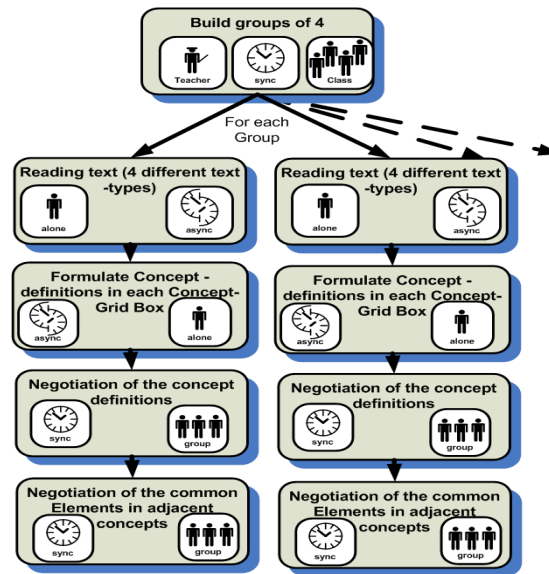 Build groups of 4
Teacher
sync
Class
For each
Group
Reading text (4 different text
-types)
alone
async
Formulate Concept -
definitions in each Concept-
Grid Box
async
alone
Negotiation of the concept
definitions
sync
group
Negotiation of the common
Elements in adjacent
concepts
sync
group
Reading text (4 different text
-types)
alone
async
Formulate Concept -
definitions in each Concept-
Grid Box
async
alone
Negotiation of the concept
definitions
sync
group
Negotiation of the common
Elements in adjacent
concepts
sync
group